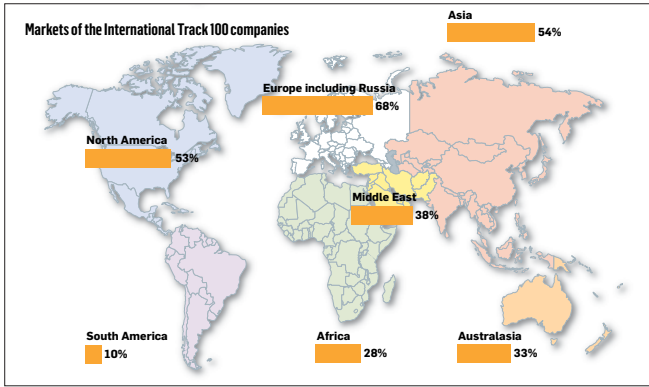 Markets of the International Track 100 companies
Asia
54%
Europe including Russia
68%
North America
53%
Middle East
38%
South America
10%
Africa
28%
Australasia
33%